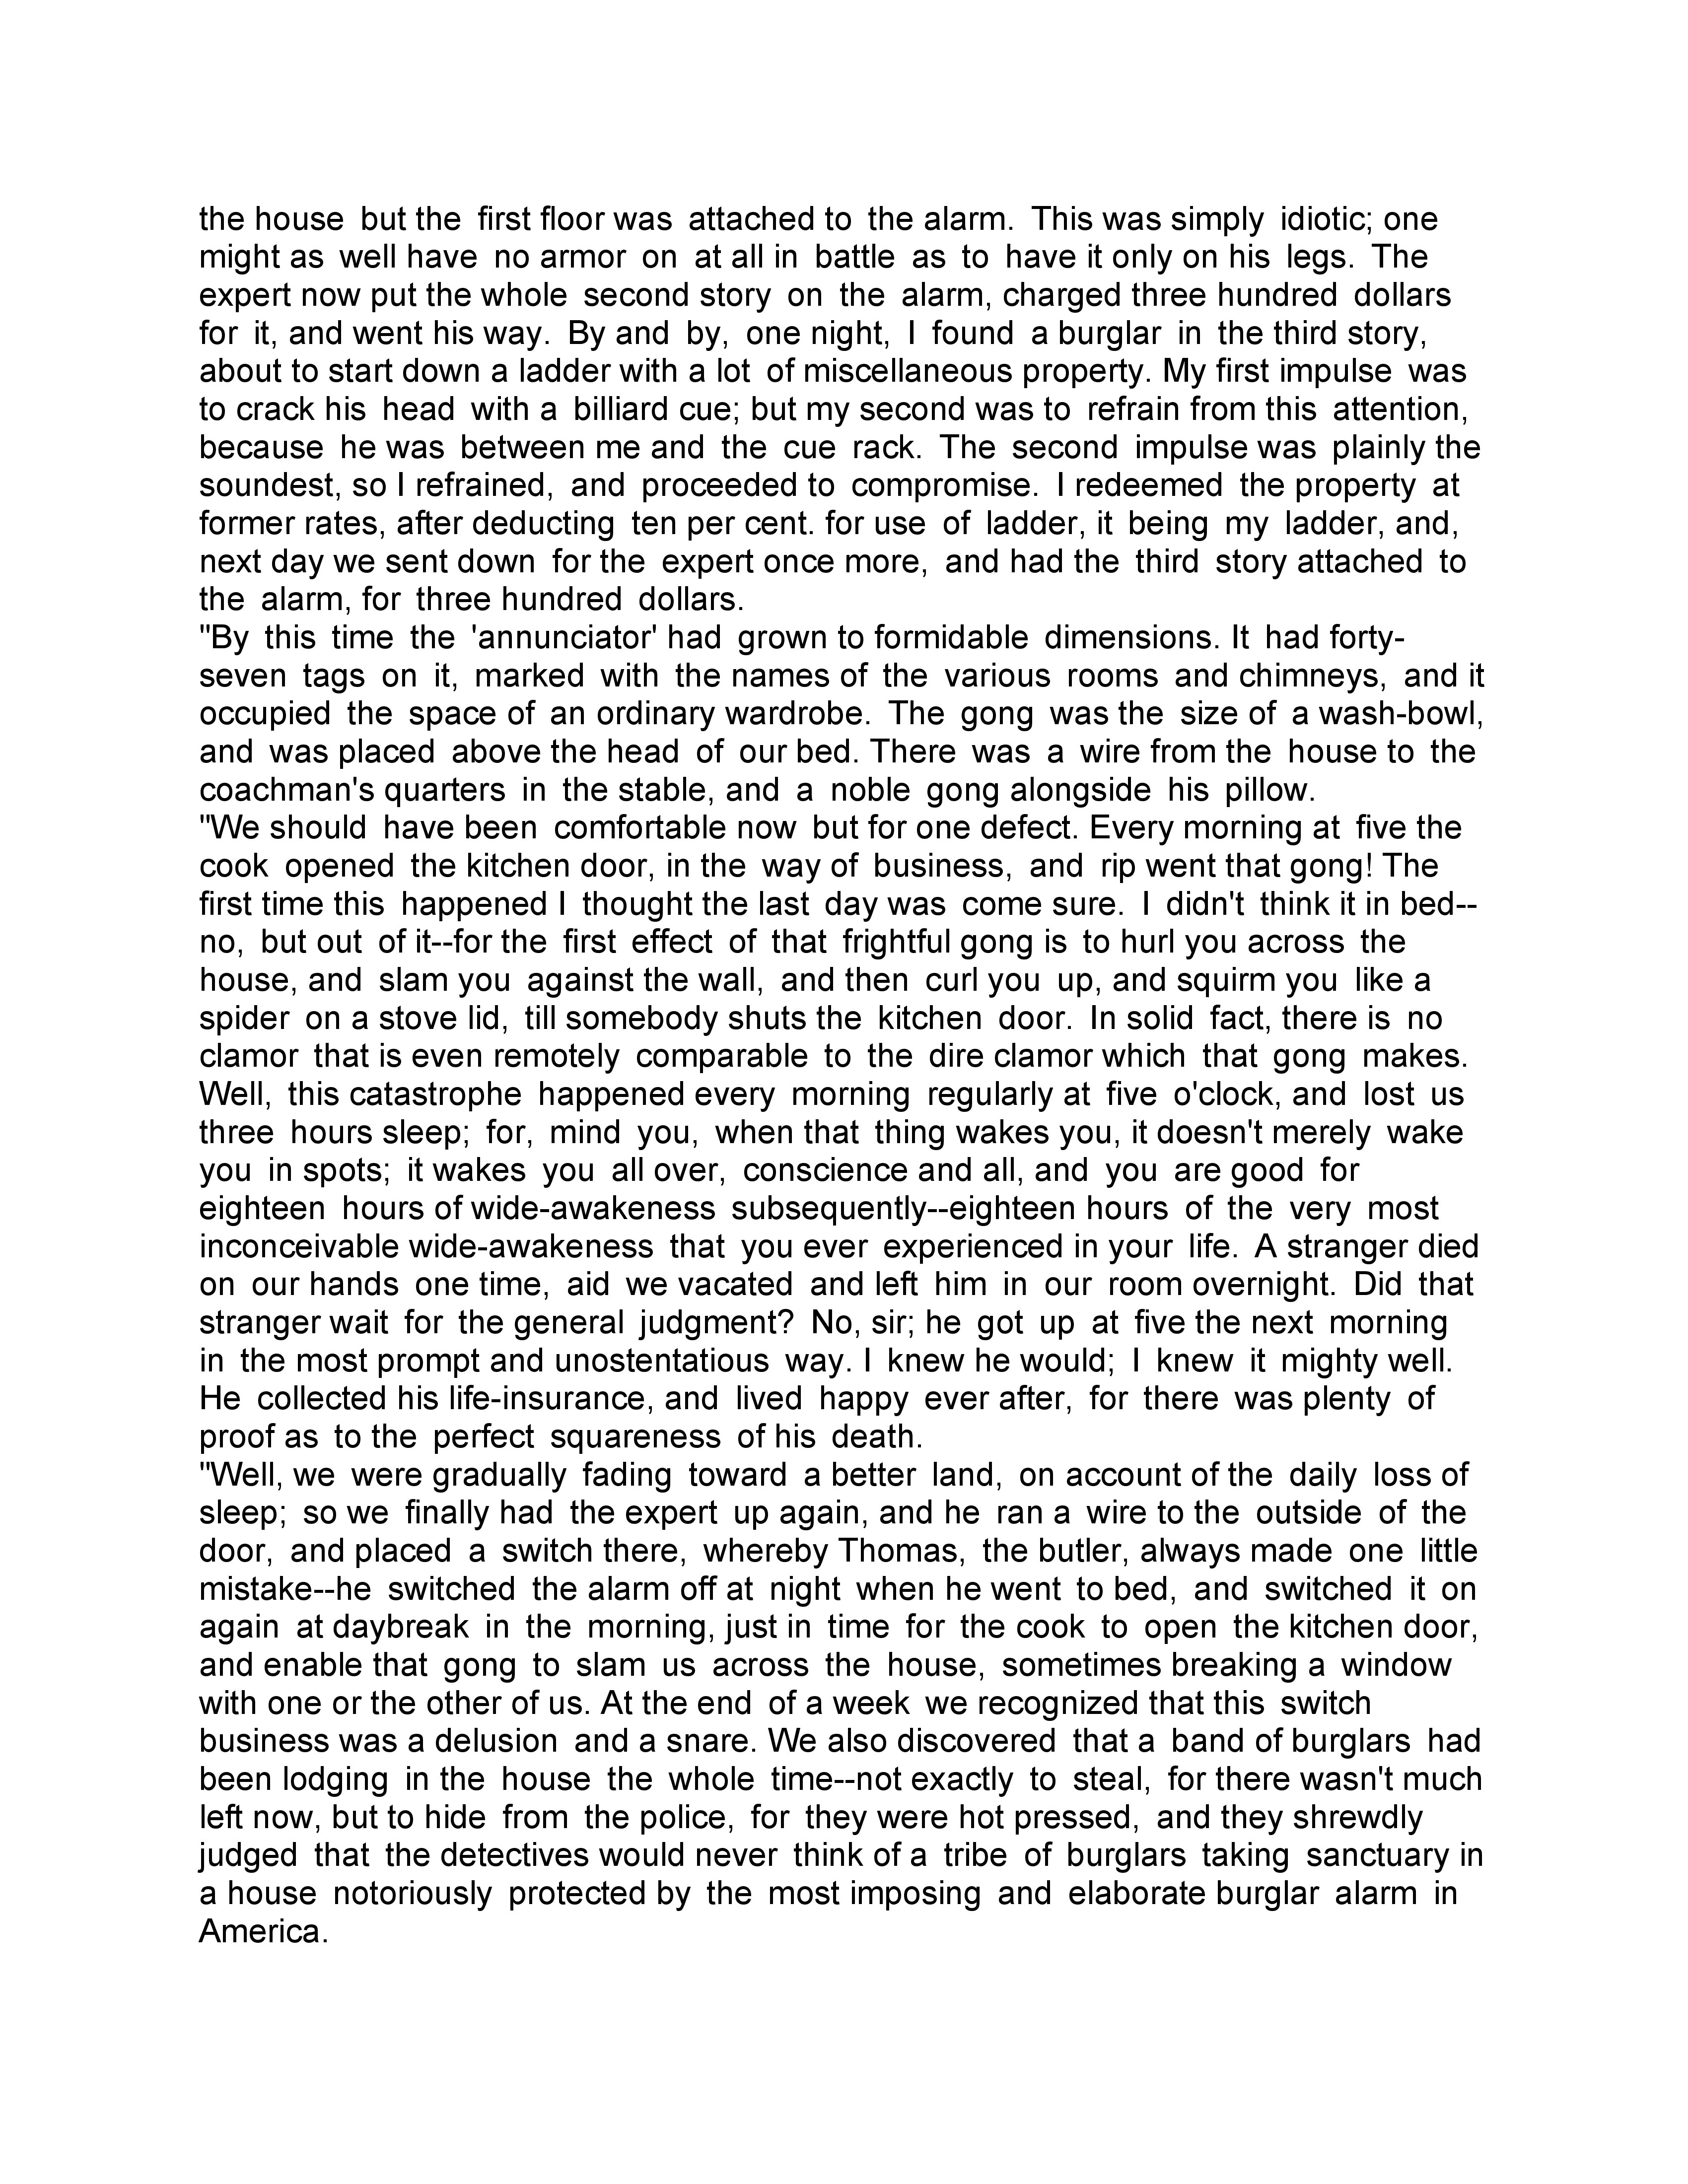 the house but the first floor was attached to the alarm. This was simply idiotic; one
might as well have no armor on at all in battle as to have it only on his legs. The
expert now put the whole second story on the alarm, charged three hundred dollars
for it, and went his way. By and by, one night, I found a burglar in the third story,
about to start down a ladder with a lot of miscellaneous property. My first impulse was
to crack his head with a billiard cue; but my second was to refrain from this attention,
because he was between me and the cue rack. The second impulse was plainly the
soundest, so I refrained, and proceeded to compromise. I redeemed the property at
former rates, after deducting ten per cent. for use of ladder, it being my ladder, and,
next day we sent down for the expert once more, and had the third story attached to
the alarm, for three hundred dollars.
"By this time the 'annunciator' had grown to formidable dimensions. It had forty-
seven tags on it, marked with the names of the various rooms and chimneys, and it
occupied the space of an ordinary wardrobe. The gong was the size of a wash-bowl,
and was placed above the head of our bed. There was a wire from the house to the
coachman's quarters in the stable, and a noble gong alongside his pillow.
"We should have been comfortable now but for one defect. Every morning at five the
cook opened the kitchen door, in the way of business, and rip went that gong! The
first time this happened I thought the last day was come sure. I didn't think it in bed--
no, but out of it--for the first effect of that frightful gong is to hurl you across the
house, and slam you against the wall, and then curl you up, and squirm you like a
spider on a stove lid, till somebody shuts the kitchen door. In solid fact, there is no
clamor that is even remotely comparable to the dire clamor which that gong makes.
Well, this catastrophe happened every morning regularly at five o'clock, and lost us
three hours sleep; for, mind you, when that thing wakes you, it doesn't merely wake
you in spots; it wakes you all over, conscience and all, and you are good for
eighteen hours of wide-awakeness subsequently--eighteen hours of the very most
inconceivable wide-awakeness that you ever experienced in your life. A stranger died
on our hands one time, aid we vacated and left him in our room overnight. Did that
stranger wait for the general judgment? No, sir; he got up at five the next morning
in the most prompt and unostentatious way. I knew he would; I knew it mighty well.
He collected his life-insurance, and lived happy ever after, for there was plenty of
proof as to the perfect squareness of his death.
"Well, we were gradually fading toward a better land, on account of the daily loss of
sleep; so we finally had the expert up again, and he ran a wire to the outside of the
door, and placed a switch there, whereby Thomas, the butler, always made one little
mistake--he switched the alarm off at night when he went to bed, and switched it on
again at daybreak in the morning, just in time for the cook to open the kitchen door,
and enable that gong to slam us across the house, sometimes breaking a window
with one or the other of us. At the end of a week we recognized that this switch
business was a delusion and a snare. We also discovered that a band of burglars had
been lodging in the house the whole time--not exactly to steal, for there wasn't much
left now, but to hide from the police, for they were hot pressed, and they shrewdly
judged that the detectives would never think of a tribe of burglars taking sanctuary in
a house notoriously protected by the most imposing and elaborate burglar alarm in
America.